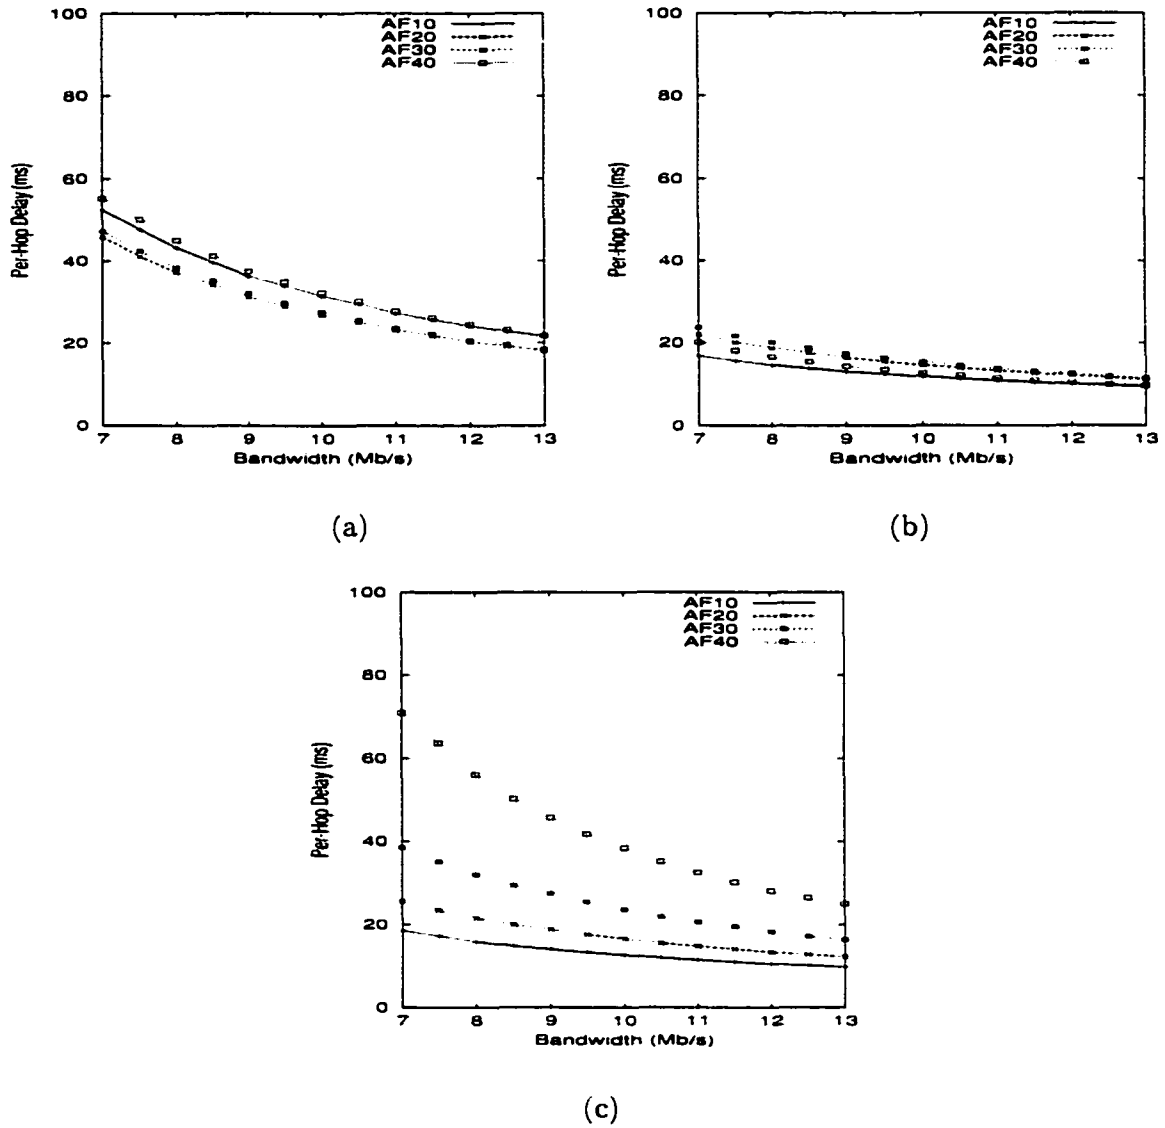 100
80
60
40
20
0
Per-Hop Delay (ms)
AF10
AF20
AF30
AF40
7 8 9 10 11 12 13
Bandwidth (Mb/s)
(a)
100
80
60
40
20
0
Per-Hop Delay (ms)
AF10
AF20
AF30
AF40
7 8 9 10 11 12 13
Bandwidth (Mb/s)
(b)
100
80
60
40
20
0
Per-Hop Delay (ms)
AF10
AF20
AF30
AF40
7 8 9 10 11 12 13
Bandwidth (Mb/s)
(c)